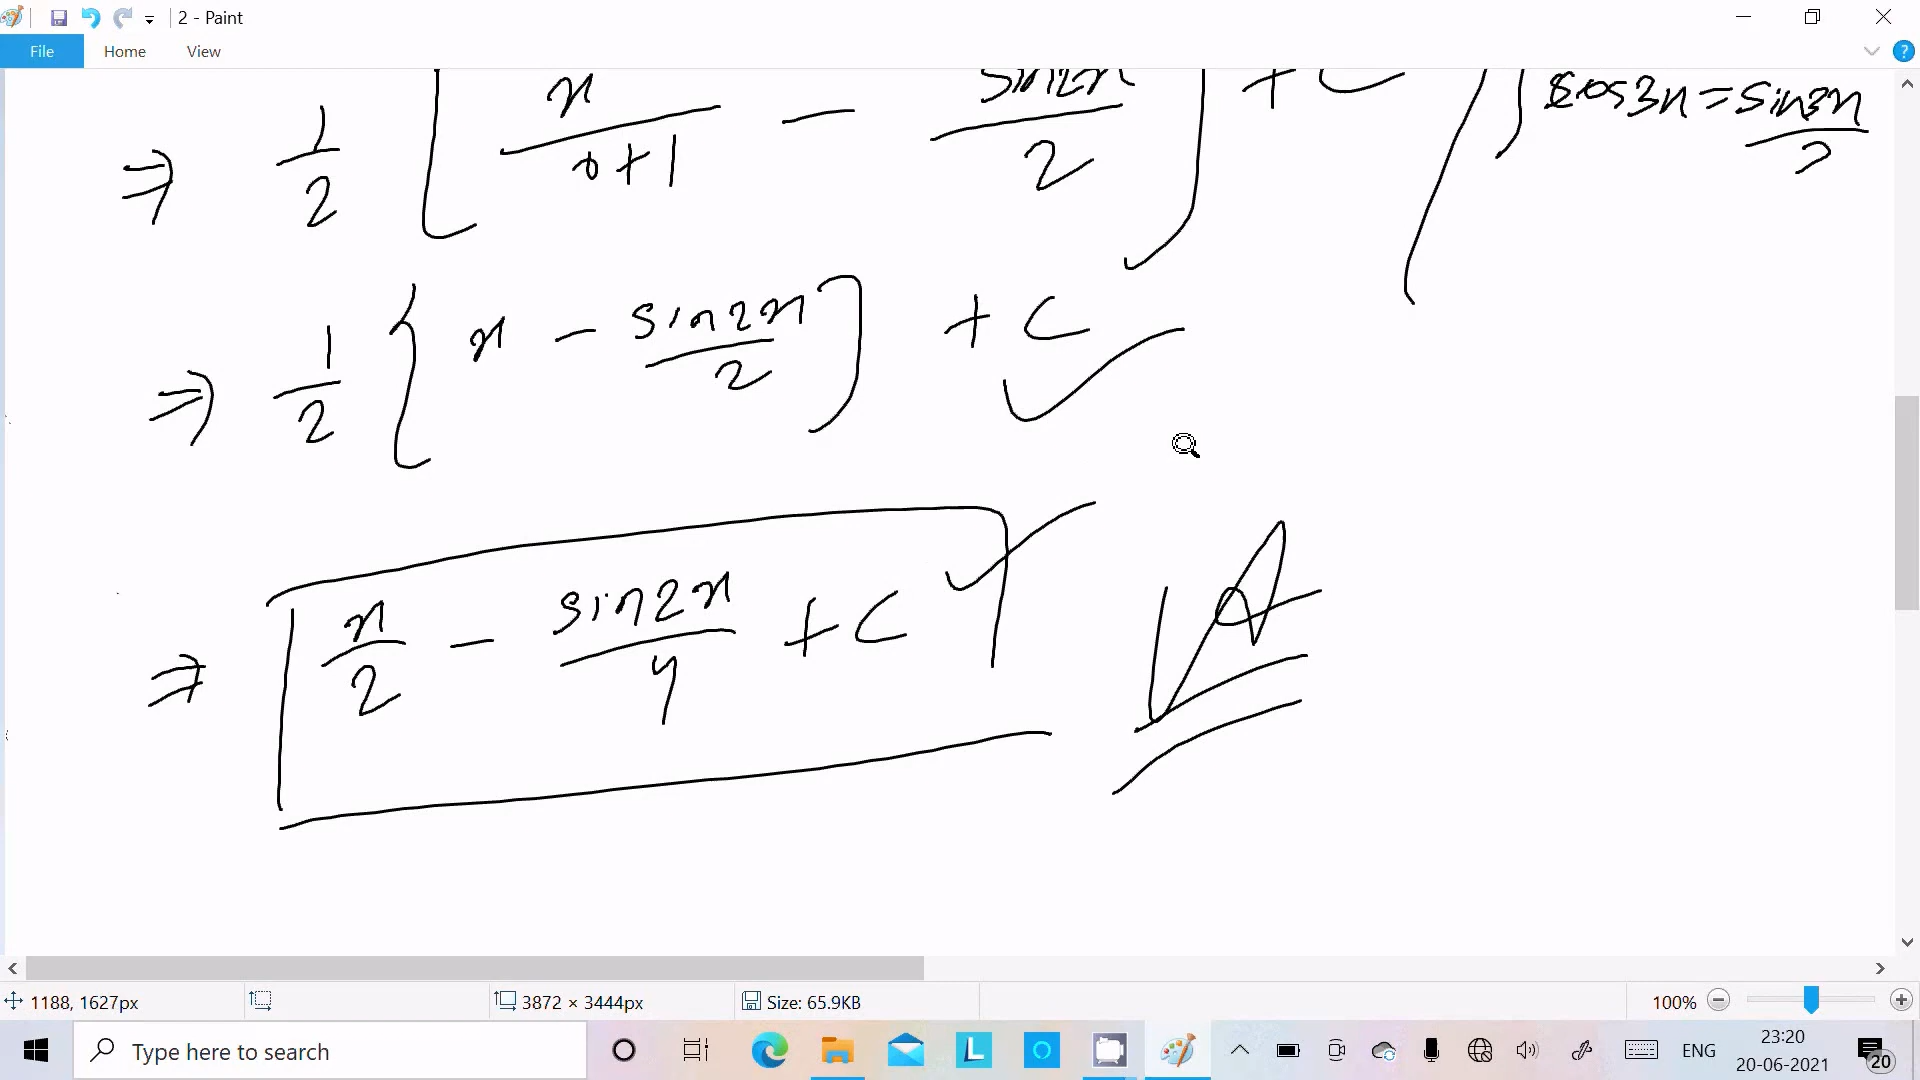 2 - Paint
File Home View
⇒ 1/2 [ x/(0+1) - sin2x/2 ] + C
∫ cos3x = sin3x/3
⇒ 1/2 { x - sin2x/2 } + C
⇒ x/2 - sin2x/4 + C
1188, 1627px 3872 × 3444px Size: 65.9KB 100%
Type here to search ENG 23:20
20-06-2021 20